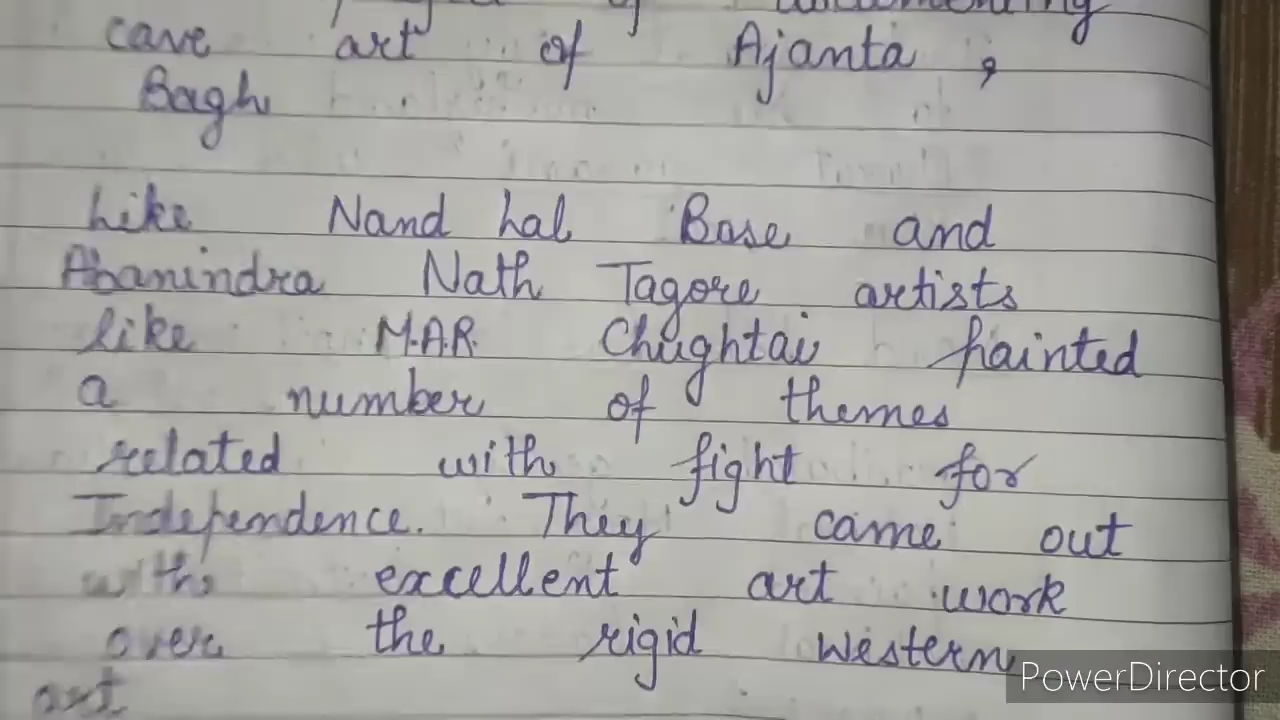 cave art of Ajanta ,
Bagh
Like Nand Lal Base and
Abanindra Nath Tagore artists
like M.A.R. Chughtai painted
a number of themes
related with fight for
Independence. They came out
with excellent art work
over the rigid western
art
PowerDirector